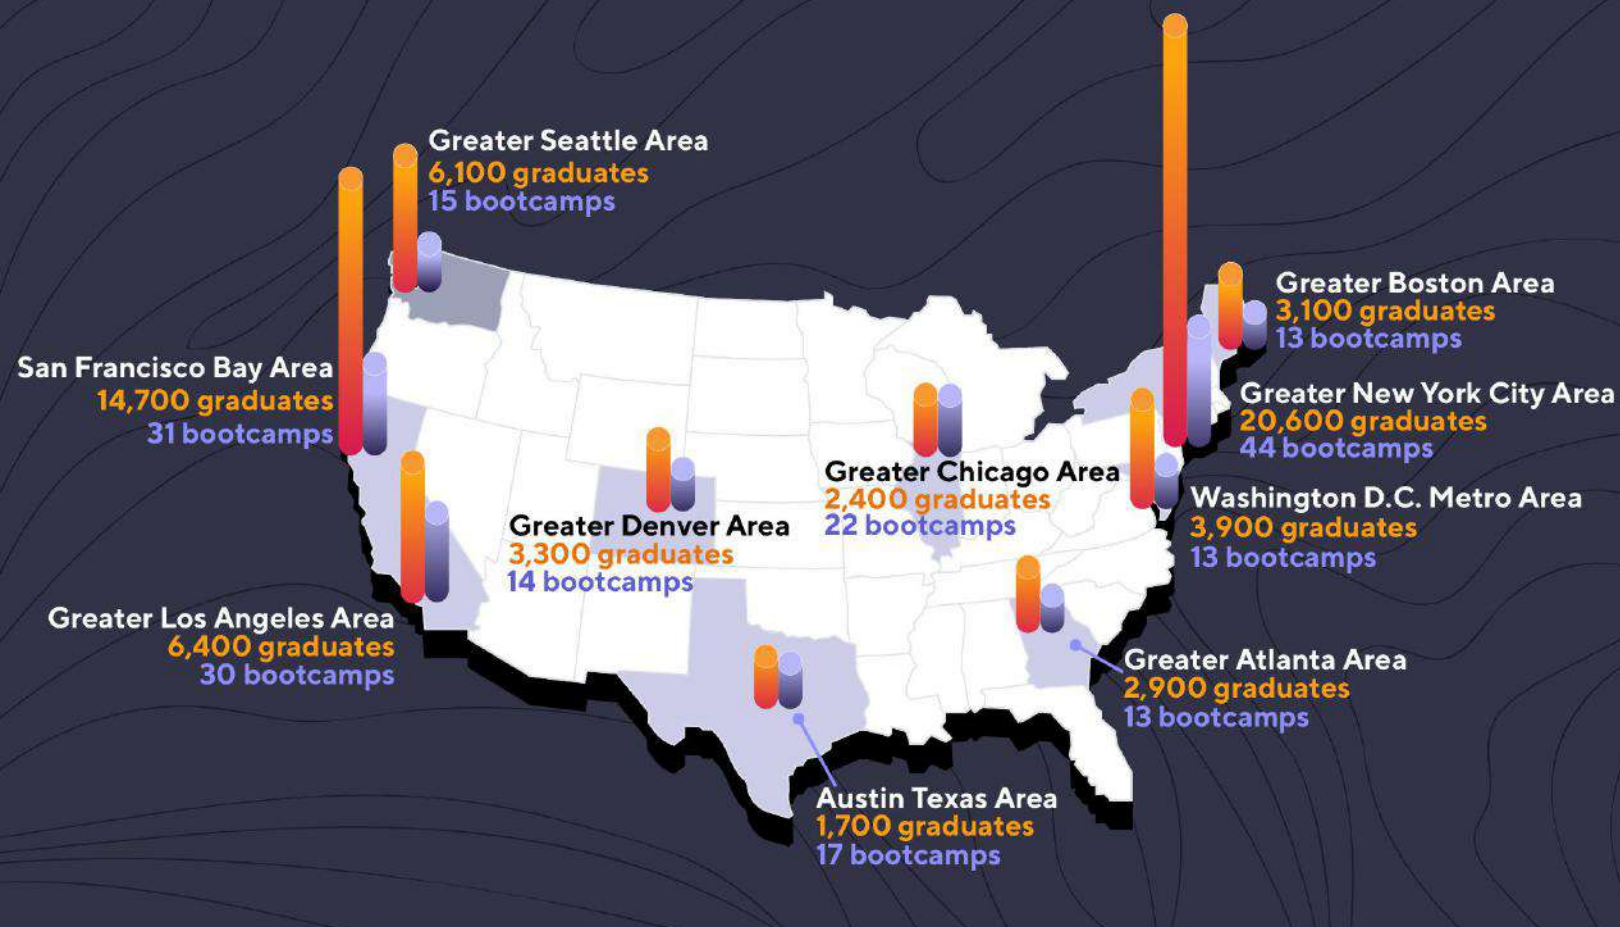 Greater Seattle Area
6,100 graduates
15 bootcamps
Greater Boston Area
3,100 graduates
13 bootcamps
San Francisco Bay Area
14,700 graduates
31 bootcamps
Greater New York City Area
20,600 graduates
44 bootcamps
Greater Chicago Area
2,400 graduates
22 bootcamps
Washington D.C. Metro Area
3,900 graduates
13 bootcamps
Greater Denver Area
3,300 graduates
14 bootcamps
Greater Los Angeles Area
6,400 graduates
30 bootcamps
Greater Atlanta Area
2,900 graduates
13 bootcamps
Austin Texas Area
1,700 graduates
17 bootcamps